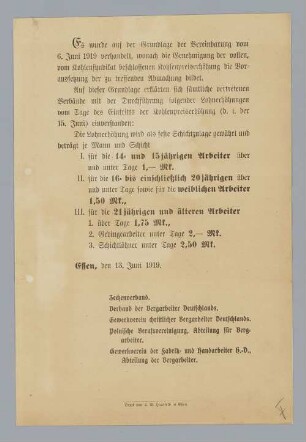 Es wurde auf der Grundlage der Vereinbarung vom
6. Juni 1919 verhandelt, wonach die Genehmigung der vollen,
vom Kohlensyndikat beschlossenen Kohlenpreiserhöhung die Vor-
aussetzung der zu treffenden Abmachung bildet.
Auf dieser Grundlage erklärten sich sämtliche vertretenen
Verbände mit der Durchführung folgender Lohnerhöhungen
vom Tage des Eintritts der Kohlenpreiserhöhung (d. i. der
15. Juni) einverstanden:
Die Lohnerhöhung wird als feste Schichtzulage gewährt und
beträgt je Mann und Schicht
I. für die 14- und 15jährigen Arbeiter über
und unter Tage 1,— Mk.,
II. für die 16- bis einschließlich 20jährigen über
und unter Tage sowie für die weiblichen Arbeiter
1,50 Mk.,
III. für die 21jährigen und älteren Arbeiter
1. über Tage 1,75 Mk.,
2. Gedingearbeiter unter Tage 2,— Mk.
3. Schichtlöhner unter Tage 2,50 Mk.
Essen, den 13. Juni 1919.
Zechenverband.
Verband der Bergarbeiter Deutschlands.
Gewerkverein christlicher Bergarbeiter Deutschlands.
Polnische Berufsvereinigung, Abteilung für Berg-
arbeiter.
Gewerkverein der Fabrik- und Handarbeiter H.-D.,
Abteilung der Bergarbeiter.